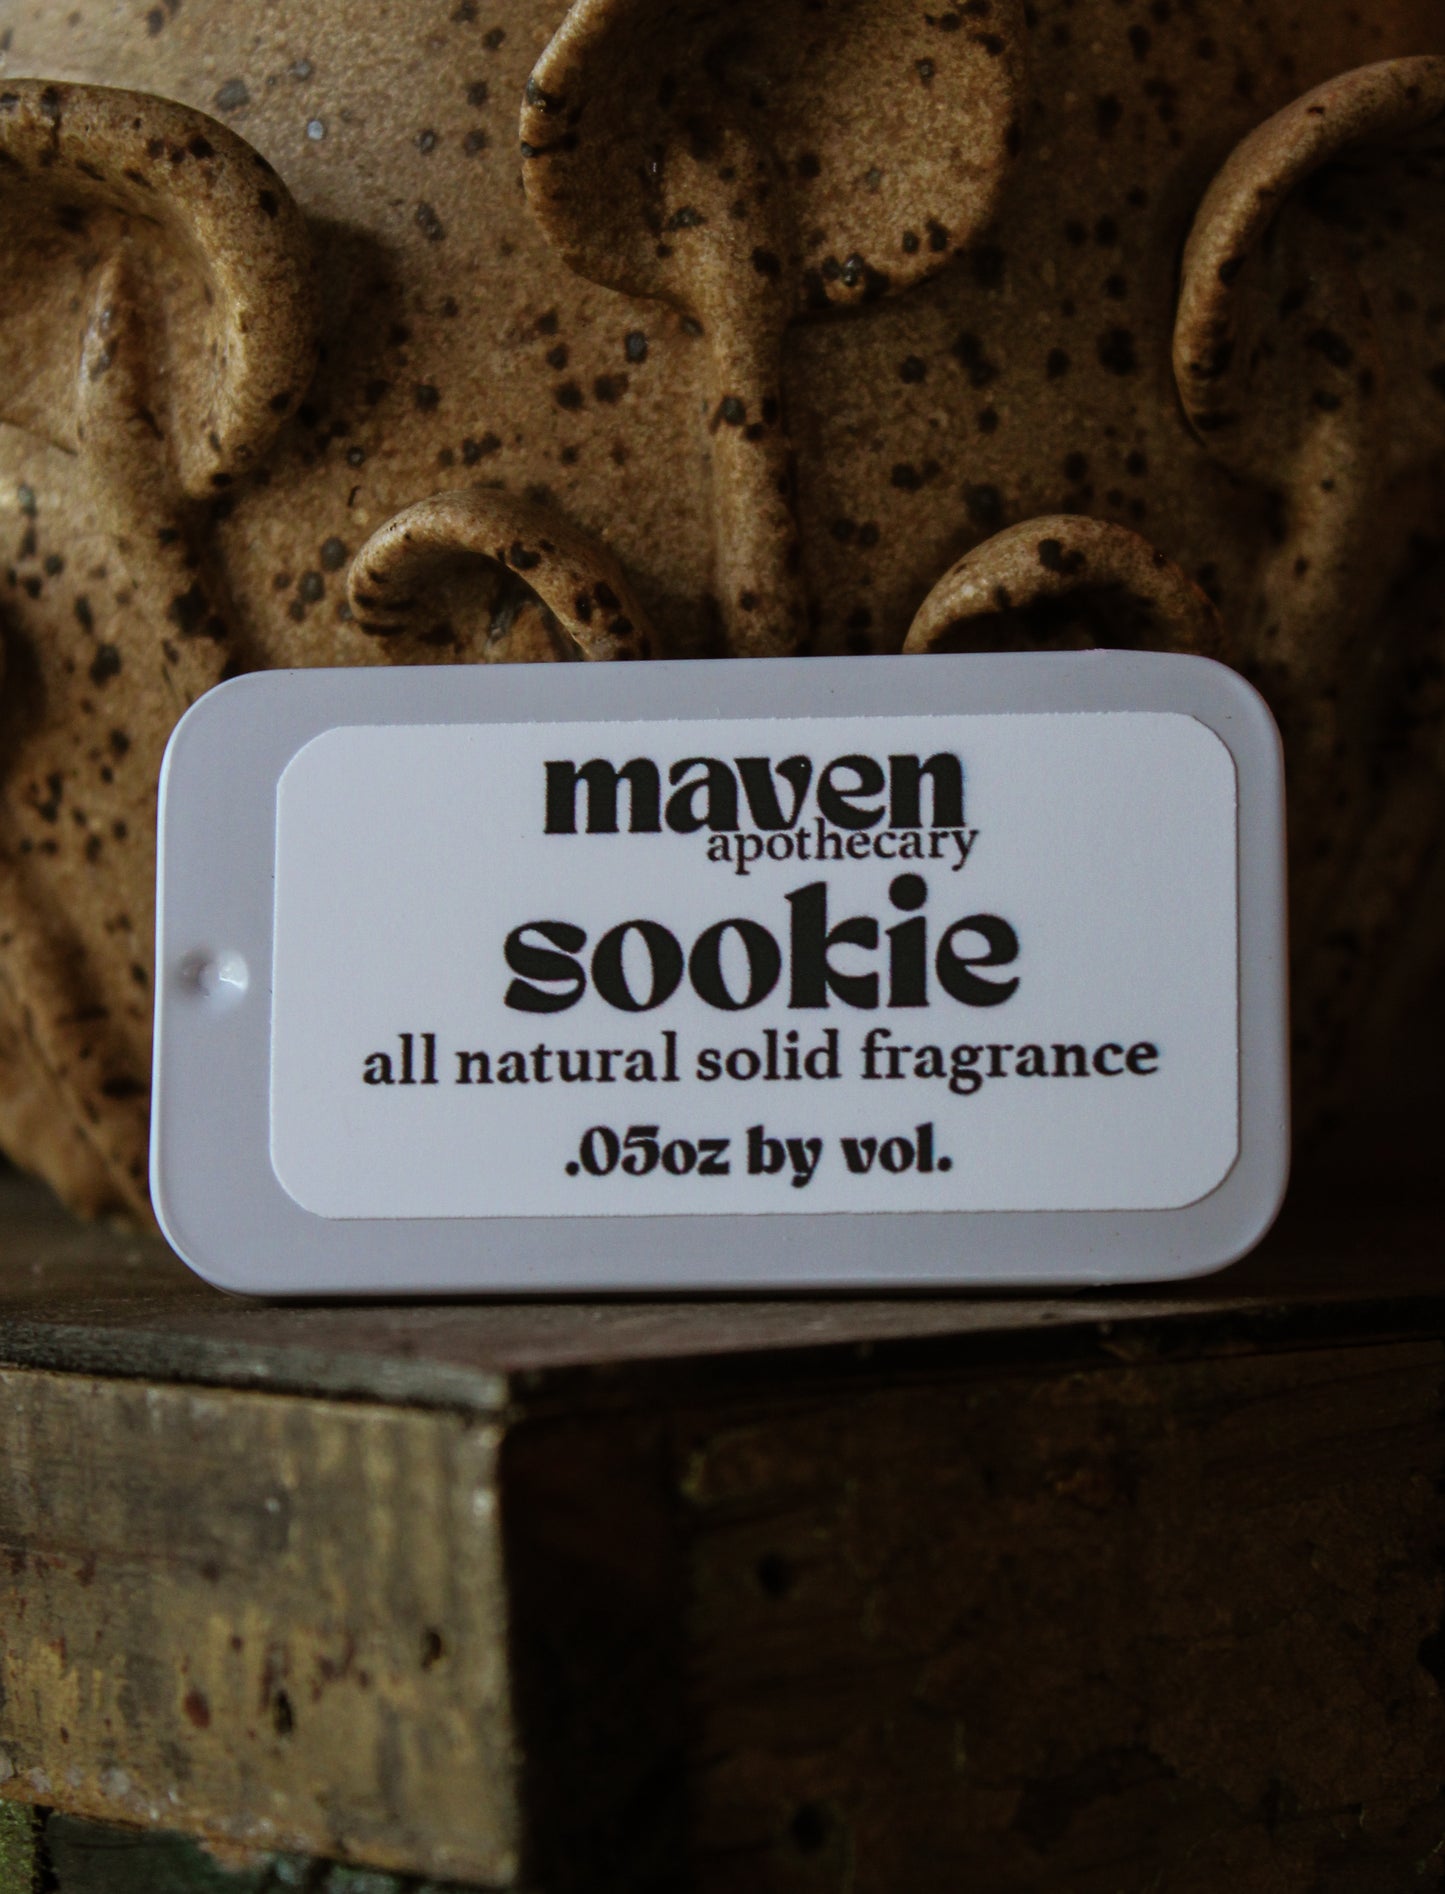 maven
apothecary
sookie
all natural solid fragrance
.05oz by vol.